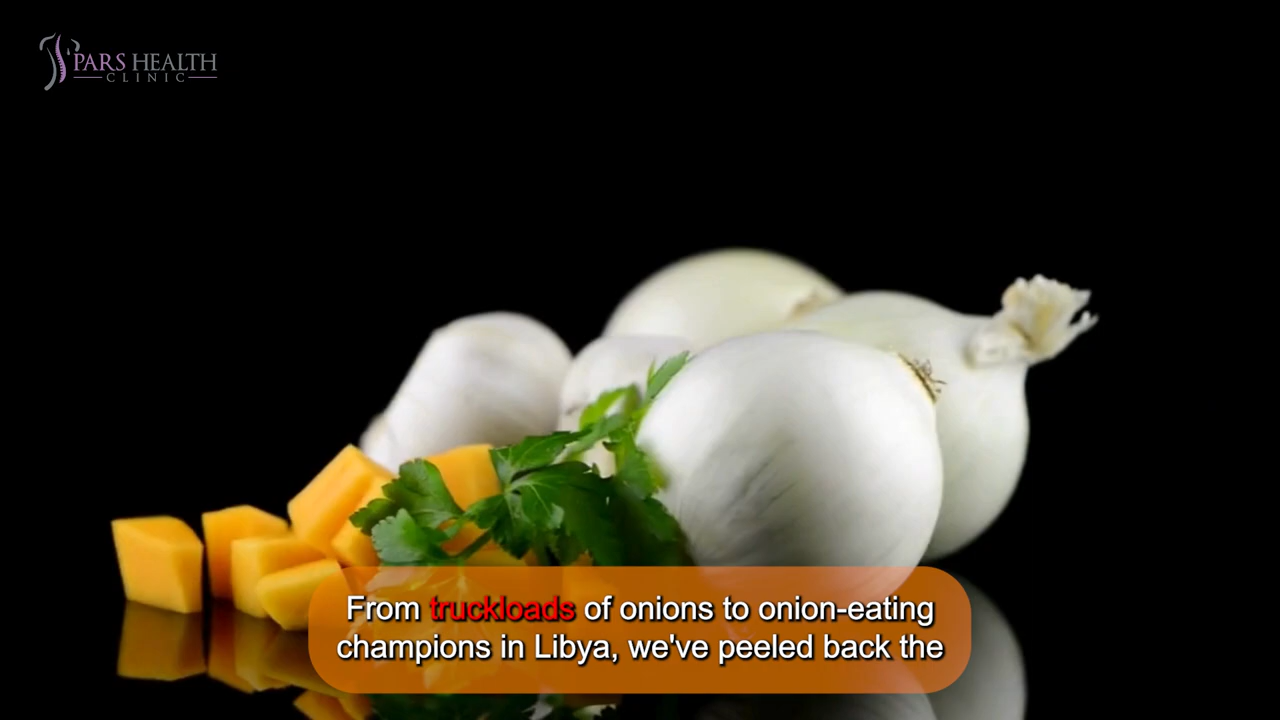 PARS HEALTH
CLINIC
From truckloads of onions to onion-eating
champions in Libya, we've peeled back the